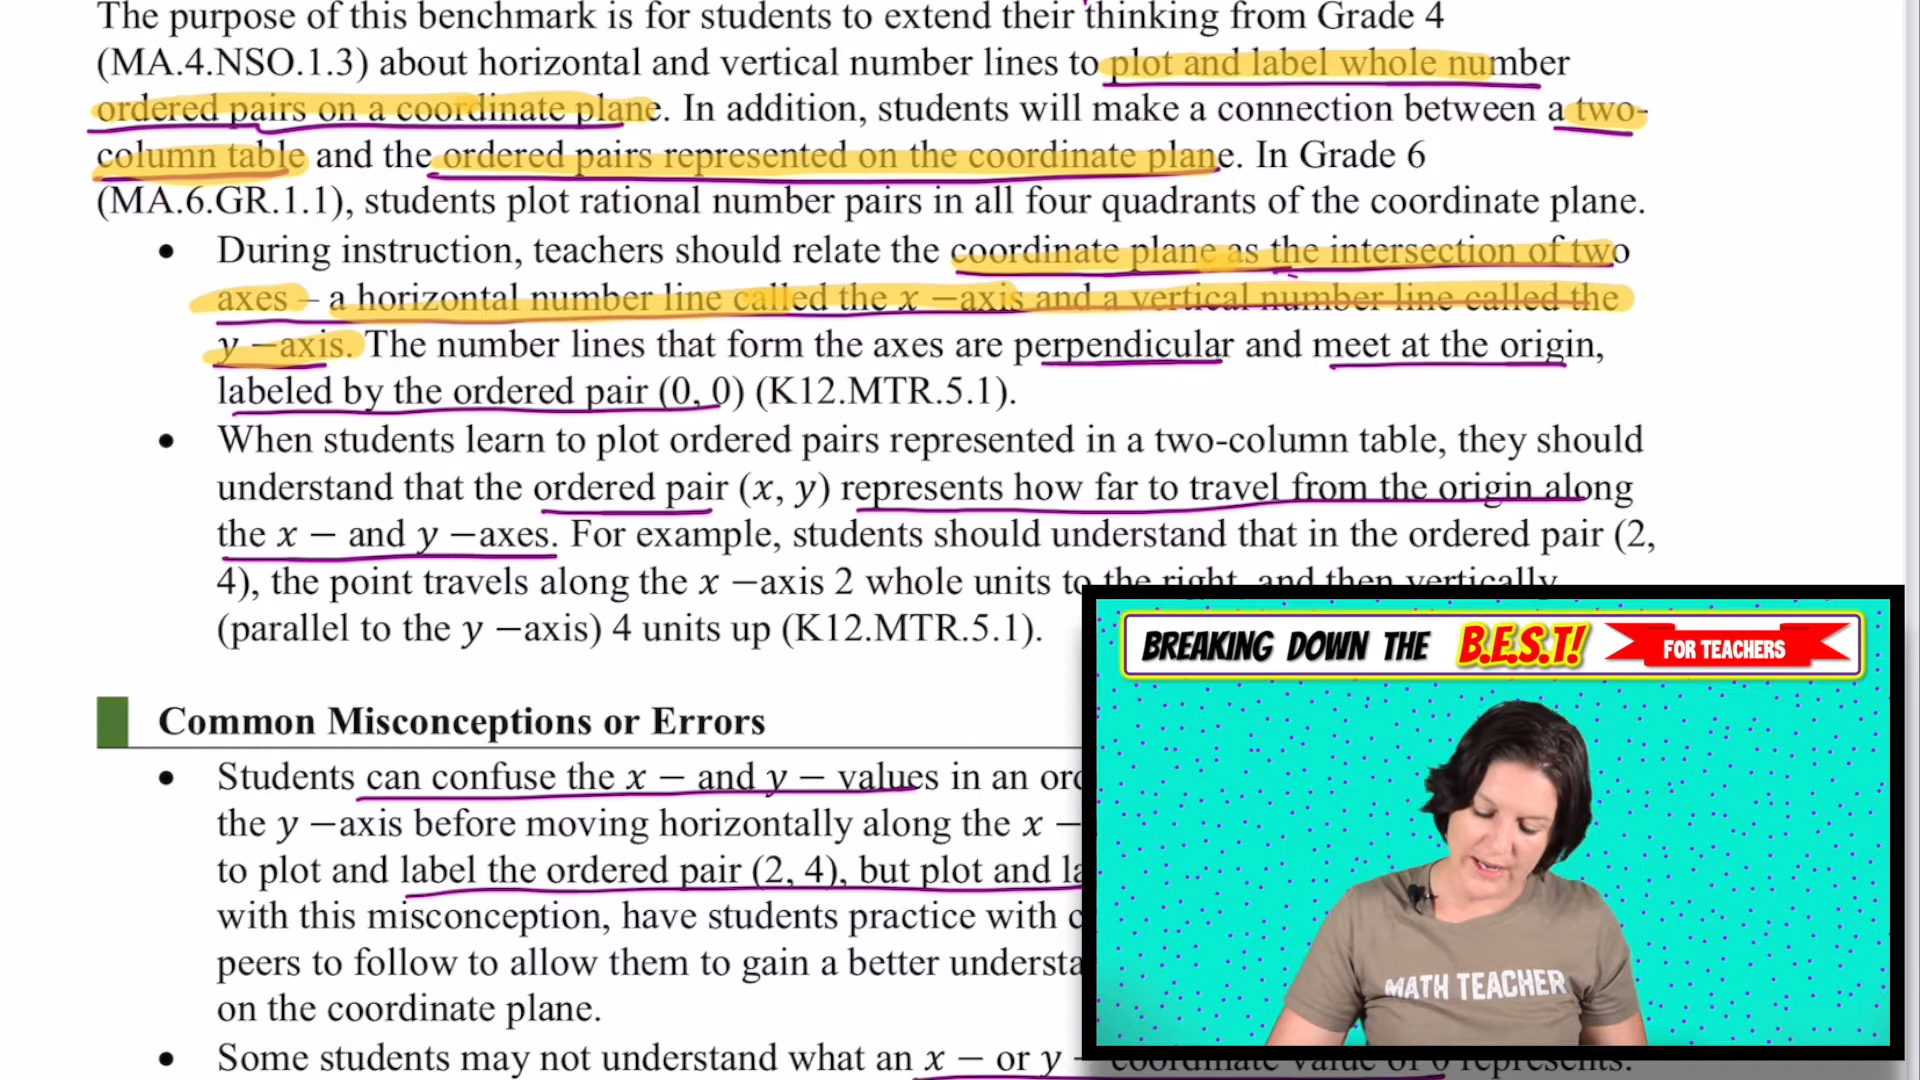 The purpose of this benchmark is for students to extend their thinking from Grade 4
(MA.4.NSO.1.3) about horizontal and vertical number lines to plot and label whole number
ordered pairs on a coordinate plane. In addition, students will make a connection between a two-
column table and the ordered pairs represented on the coordinate plane. In Grade 6
(MA.6.GR.1.1), students plot rational number pairs in all four quadrants of the coordinate plane.
• During instruction, teachers should relate the coordinate plane as the intersection of two
axes – a horizontal number line called the x −axis and a vertical number line called the
y −axis. The number lines that form the axes are perpendicular and meet at the origin,
labeled by the ordered pair (0, 0) (K12.MTR.5.1).
• When students learn to plot ordered pairs represented in a two-column table, they should
understand that the ordered pair (x, y) represents how far to travel from the origin along
the x − and y −axes. For example, students should understand that in the ordered pair (2,
4), the point travels along the x −axis 2 whole units to the right, and then vertically
(parallel to the y −axis) 4 units up (K12.MTR.5.1).
Common Misconceptions or Errors
• Students can confuse the x − and y − values in an
the y −axis before moving horizontally along the x −
to plot and label the ordered pair (2, 4), but plot and
with this misconception, have students practice with
peers to follow to allow them to gain a better
on the coordinate plane.
• Some students may not understand what an x − or y − coordinate value of 0 represents.
BREAKING DOWN THE B.E.S.T! FOR TEACHERS
MATH TEACHER